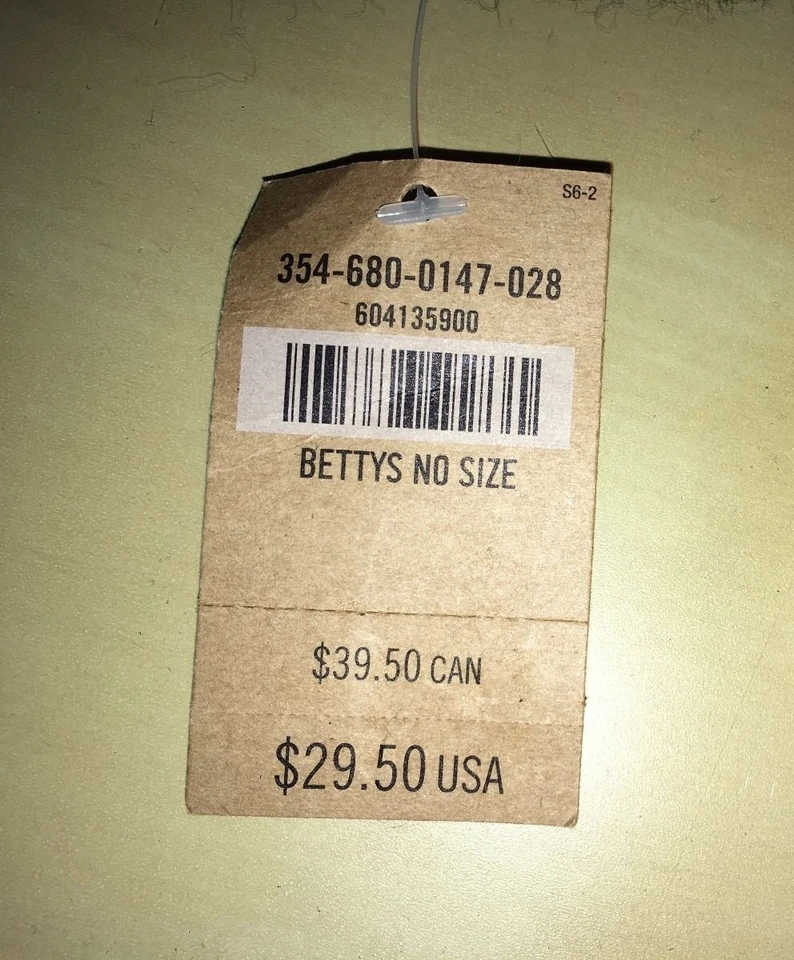 S6-2
354-680-0147-028
604135900
BETTYS NO SIZE
$39.50 CAN
$29.50 USA